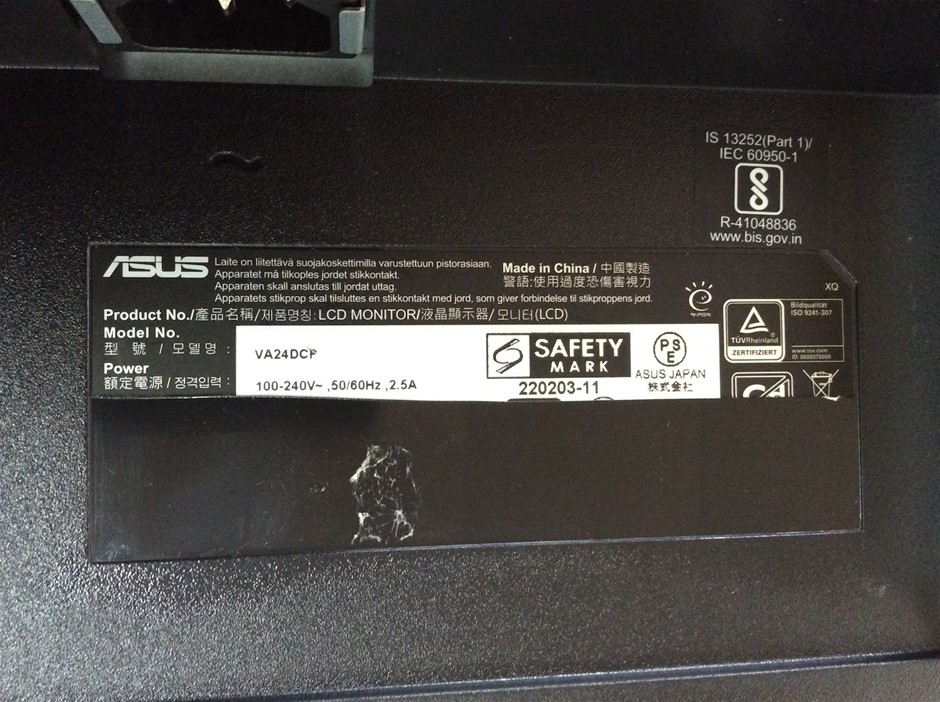 IS 13252(Part 1)/
IEC 60950-1
R-41048836
www.bis.gov.in
ASUS
Laite on liitettävä suojakoskettimilla varustettuun pistorasiaan.
Apparatet må tilkoples jordet stikkontakt.
Apparaten skall anslutas till jordat uttag.
Apparatets stikprop skal tilsluttes en stikkontakt med jord, som giver forbindelse til stikproppens jord.
Made in China / 中國製造
警語:使用過度恐傷害視力
XQ
Product No./產品名稱/제품명칭: LCD MONITOR/液晶顯示器/ 모니터(LCD)
Model No.
型 號 / 모델명 :
VA24DCF
Power
額定電源 / 정격입력 :
100-240V~ ,50/60Hz ,2.5A
SAFETY
MARK
220203-11
PS
E
ASUS JAPAN
株式会社
TÜVRheinland
ZERTIFIZIERT
Bildqualität
ISO 9241-307
www.tuv.com